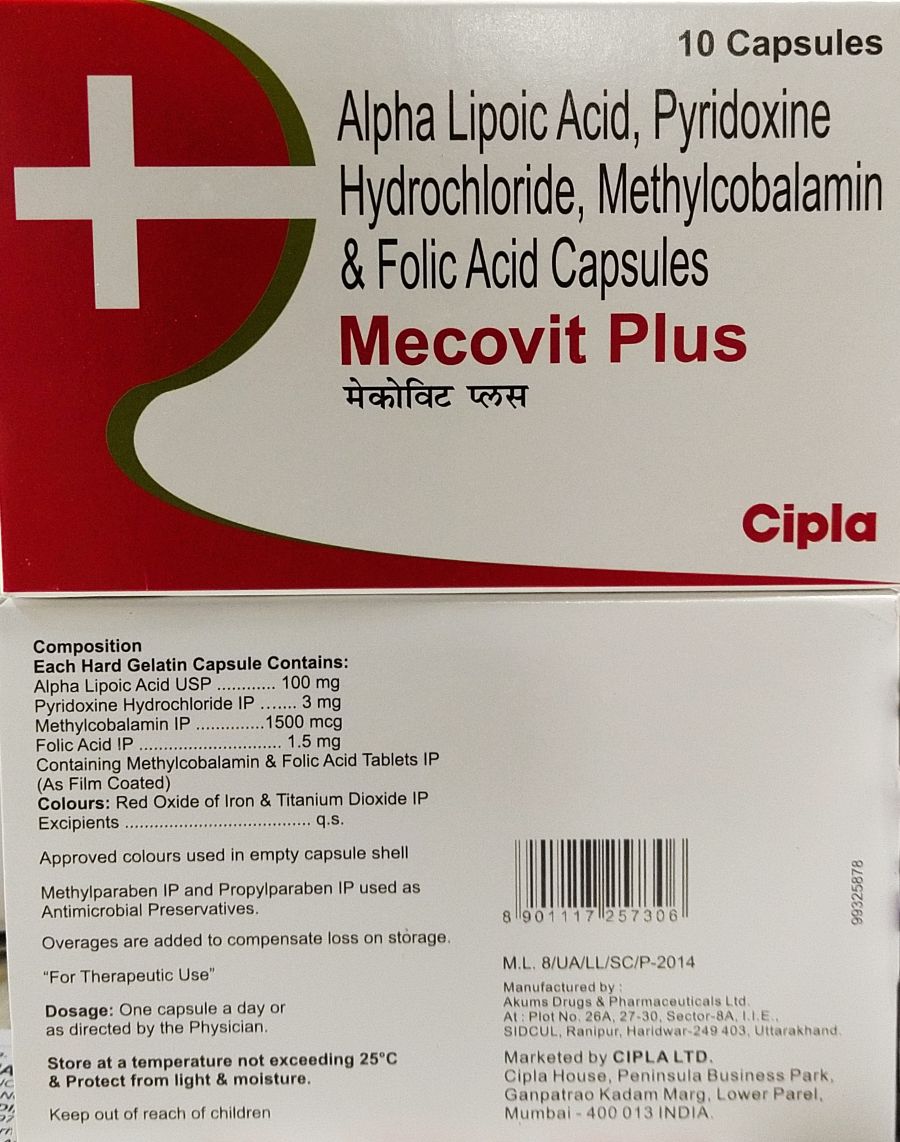 10 Capsules
Alpha Lipoic Acid, Pyridoxine
Hydrochloride, Methylcobalamin
& Folic Acid Capsules
Mecovit Plus
मेकोविट प्लस
Cipla
Composition
Each Hard Gelatin Capsule Contains:
Alpha Lipoic Acid USP ............ 100 mg
Pyridoxine Hydrochloride IP ....... 3 mg
Methylcobalamin IP ..............1500 mcg
Folic Acid IP ............................. 1.5 mg
Containing Methylcobalamin & Folic Acid Tablets IP
(As Film Coated)
Colours: Red Oxide of Iron & Titanium Dioxide IP
Excipients ...................................... q.s.
Approved colours used in empty capsule shell
Methylparaben IP and Propylparaben IP used as
Antimicrobial Preservatives.
Overages are added to compensate loss on storage.
“For Therapeutic Use”
Dosage: One capsule a day or
as directed by the Physician.
Store at a temperature not exceeding 25°C
& Protect from light & moisture.
Keep out of reach of children
8 901117 257306
99325878
M.L. 8/UA/LL/SC/P-2014
Manufactured by :
Akums Drugs & Pharmaceuticals Ltd.
At : Plot No. 26A, 27-30, Sector-8A, I.I.E.,
SIDCUL, Ranipur, Haridwar-249 403, Uttarakhand.
Marketed by CIPLA LTD.
Cipla House, Peninsula Business Park,
Ganpatrao Kadam Marg, Lower Parel,
Mumbai - 400 013 INDIA.